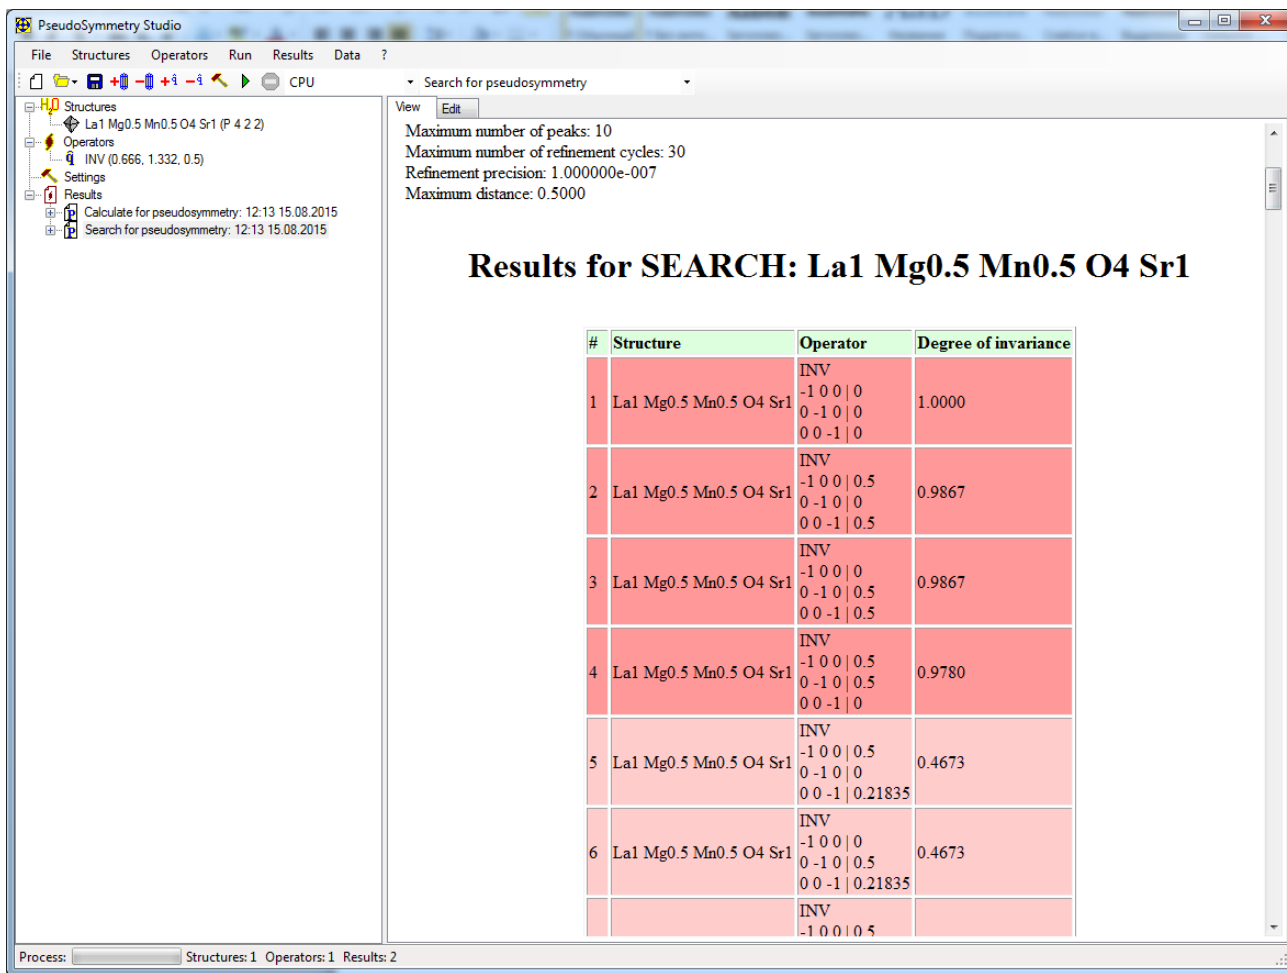 PseudoSymmetry Studio
File Structures Operators Run Results Data ?
CPU Search for pseudosymmetry
Structures
La1 Mg0.5 Mn0.5 O4 Sr1 (P 4 2 2)
Operators
INV (0.666, 1.332, 0.5)
Settings
Results
Calculate for pseudosymmetry: 12:13 15.08.2015
Search for pseudosymmetry: 12:13 15.08.2015
View Edit
Maximum number of peaks: 10
Maximum number of refinement cycles: 30
Refinement precision: 1.000000e-007
Maximum distance: 0.5000
Results for SEARCH: La1 Mg0.5 Mn0.5 O4 Sr1
# Structure Operator Degree of invariance
INV
-1 0 0 | 0
1 La1 Mg0.5 Mn0.5 O4 Sr1 0 -1 0 | 0 1.0000
0 0 -1 | 0
INV
-1 0 0 | 0.5
2 La1 Mg0.5 Mn0.5 O4 Sr1 0 -1 0 | 0 0.9867
0 0 -1 | 0.5
INV
-1 0 0 | 0
3 La1 Mg0.5 Mn0.5 O4 Sr1 0 -1 0 | 0.5 0.9867
0 0 -1 | 0.5
INV
-1 0 0 | 0.5
4 La1 Mg0.5 Mn0.5 O4 Sr1 0 -1 0 | 0.5 0.9780
0 0 -1 | 0
INV
-1 0 0 | 0.5
5 La1 Mg0.5 Mn0.5 O4 Sr1 0 -1 0 | 0 0.4673
0 0 -1 | 0.21835
INV
-1 0 0 | 0
6 La1 Mg0.5 Mn0.5 O4 Sr1 0 -1 0 | 0.5 0.4673
0 0 -1 | 0.21835
INV
-1 0 0 | 0.5
Process: Structures: 1 Operators: 1 Results: 2